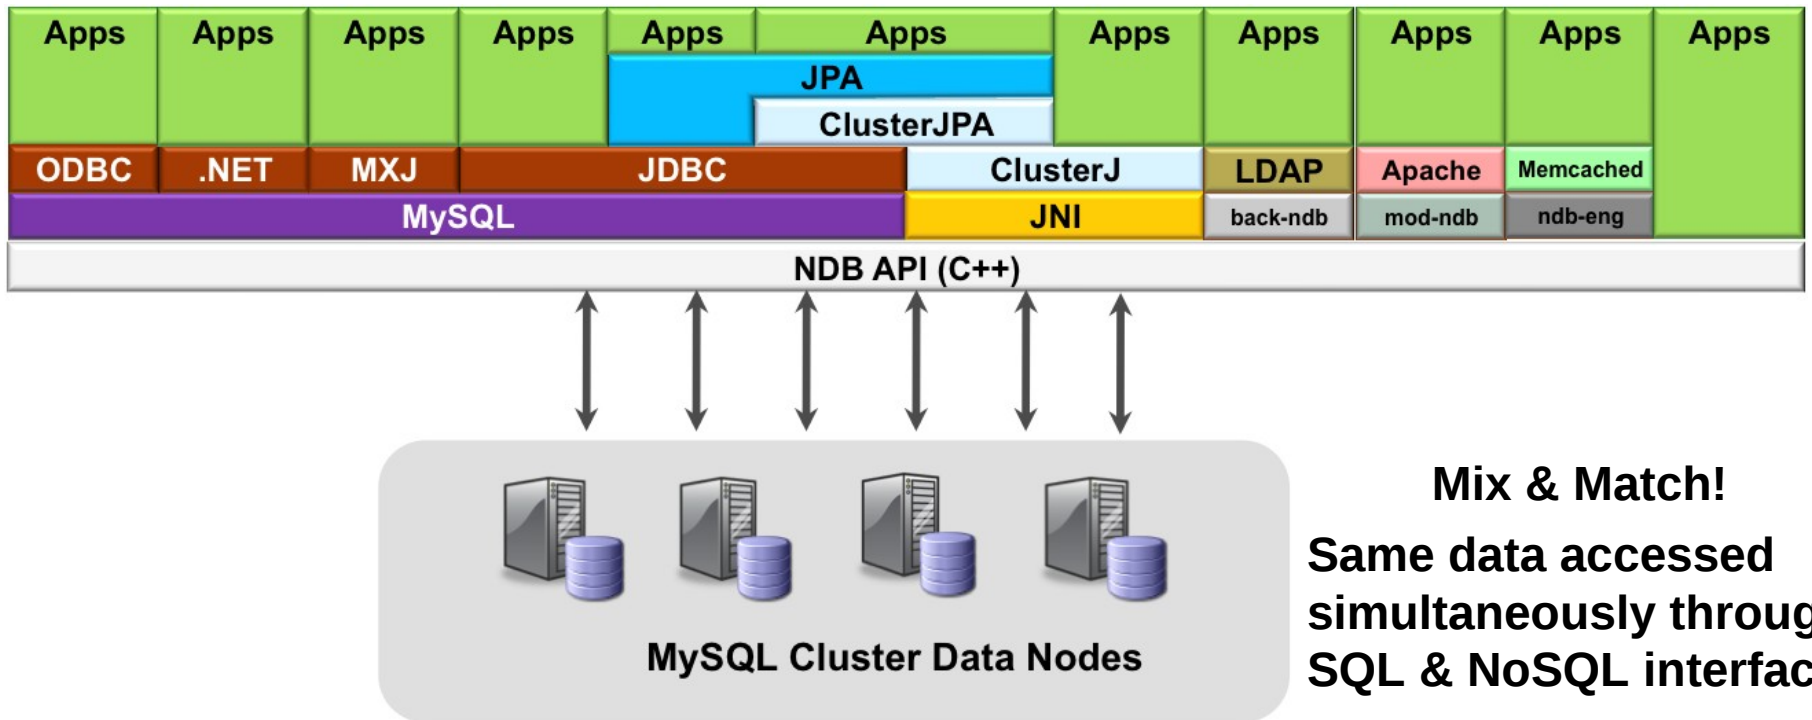 Apps Apps Apps Apps Apps Apps Apps Apps Apps Apps Apps
JPA
ClusterJPA
ODBC .NET MXJ JDBC ClusterJ LDAP Apache Memcached
MySQL JNI back-ndb mod-ndb ndb-eng
NDB API (C++)
MySQL Cluster Data Nodes
Mix & Match!
Same data accessed
simultaneously throug
SQL & NoSQL interfac